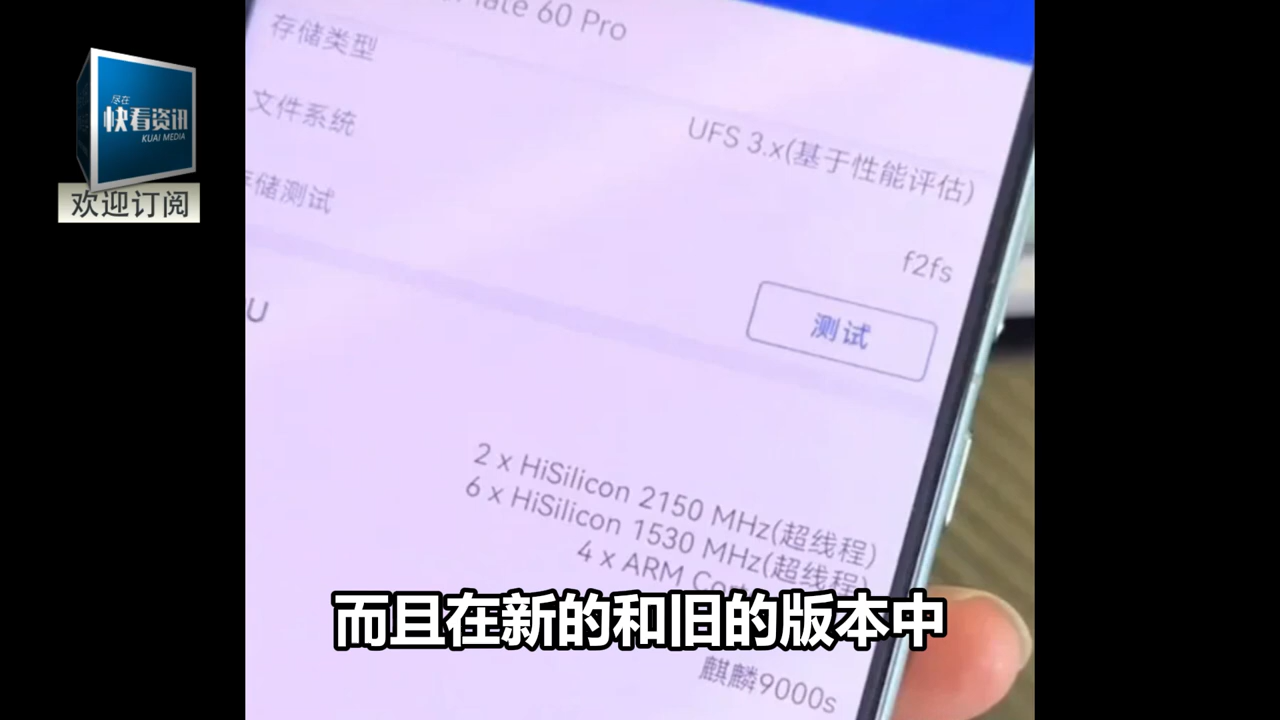 尽在
快看资讯
KUAI MEDIA
欢迎订阅
60 Pro
存储类型
UFS 3.x(基于性能评估)
文件系统
f2fs
存储测试
测试
U
2 x HiSilicon 2150 MHz(超线程)
6 x HiSilicon 1530 MHz(超线程)
4 x ARM
而且在新的和旧的版本中
麒麟9000s